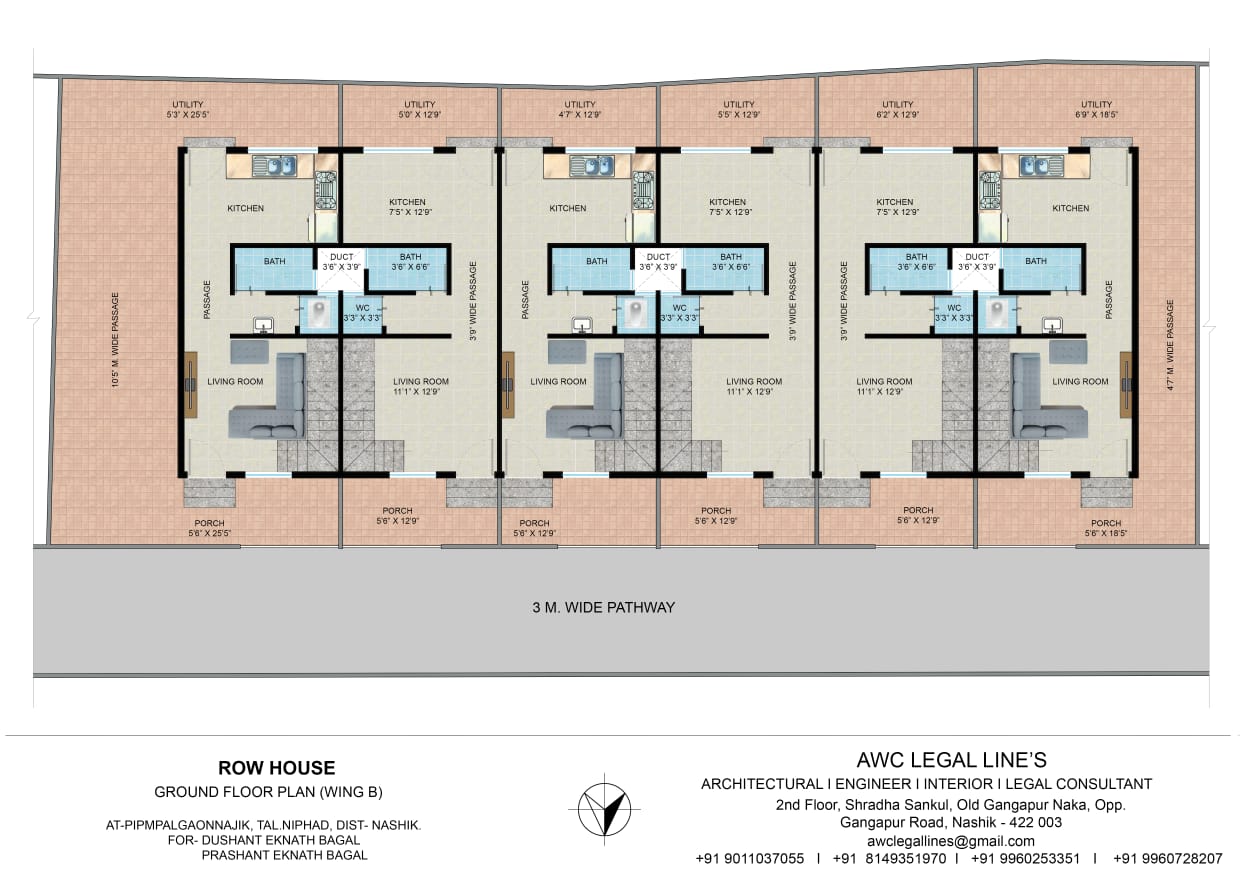 UTILITY
5'3" X 25'5"
UTILITY
5'0" X 12'9"
UTILITY
4'7" X 12'9"
UTILITY
5'5" X 12'9"
UTILITY
6'2" X 12'9"
UTILITY
6'9" X 18'5"
KITCHEN
KITCHEN
7'5" X 12'9"
KITCHEN
KITCHEN
7'5" X 12'9"
KITCHEN
7'5" X 12'9"
KITCHEN
BATH
DUCT
3'6" X 3'9"
BATH
3'6" X 6'6"
BATH
DUCT
3'6" X 3'9"
BATH
3'6" X 6'6"
BATH
3'6" X 6'6"
DUCT
3'6" X 3'9"
BATH
10'5" M. WIDE PASSAGE
PASSAGE
WC
3'3" X 3'3"
3'9' WIDE PASSAGE
PASSAGE
WC
3'3" X 3'3"
3'9' WIDE PASSAGE
3'9' WIDE PASSAGE
WC
3'3" X 3'3"
PASSAGE
4'7" M. WIDE PASSAGE
LIVING ROOM
LIVING ROOM
11'1" X 12'9"
LIVING ROOM
LIVING ROOM
11'1" X 12'9"
LIVING ROOM
11'1" X 12'9"
LIVING ROOM
PORCH
5'6" X 25'5"
PORCH
5'6" X 12'9"
PORCH
5'6" X 12'9"
PORCH
5'6" X 12'9"
PORCH
5'6" X 12'9"
PORCH
5'6" X 18'5"
3 M. WIDE PATHWAY
ROW HOUSE
GROUND FLOOR PLAN (WING B)
AT-PIPMPALGAONNAJIK, TAL.NIPHAD, DIST- NASHIK.
FOR- DUSHANT EKNATH BAGAL
PRASHANT EKNATH BAGAL
AWC LEGAL LINE'S
ARCHITECTURAL I ENGINEER I INTERIOR I LEGAL CONSULTANT
2nd Floor, Shradha Sankul, Old Gangapur Naka, Opp.
Gangapur Road, Nashik - 422 003
awclegallines@gmail.com
+91 9011037055 I +91 8149351970 I +91 9960253351 I +91 9960728207